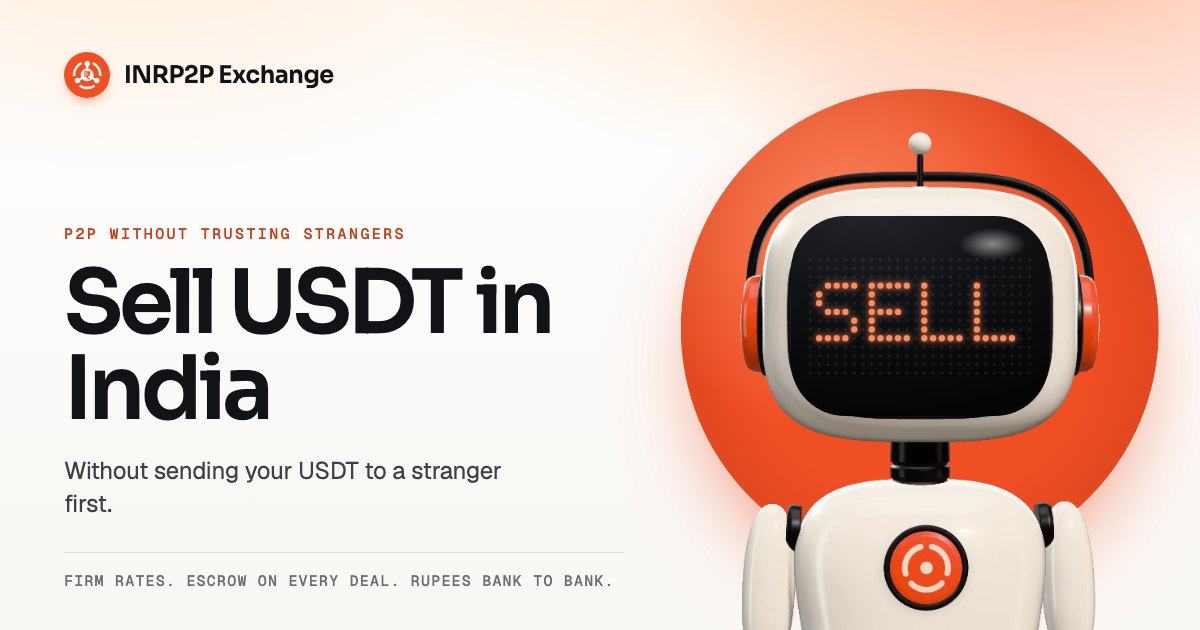 INRP2P Exchange
P2P WITHOUT TRUSTING STRANGERS
Sell USDT in
India
Without sending your USDT to a stranger
first.
FIRM RATES. ESCROW ON EVERY DEAL. RUPEES BANK TO BANK.
SELL